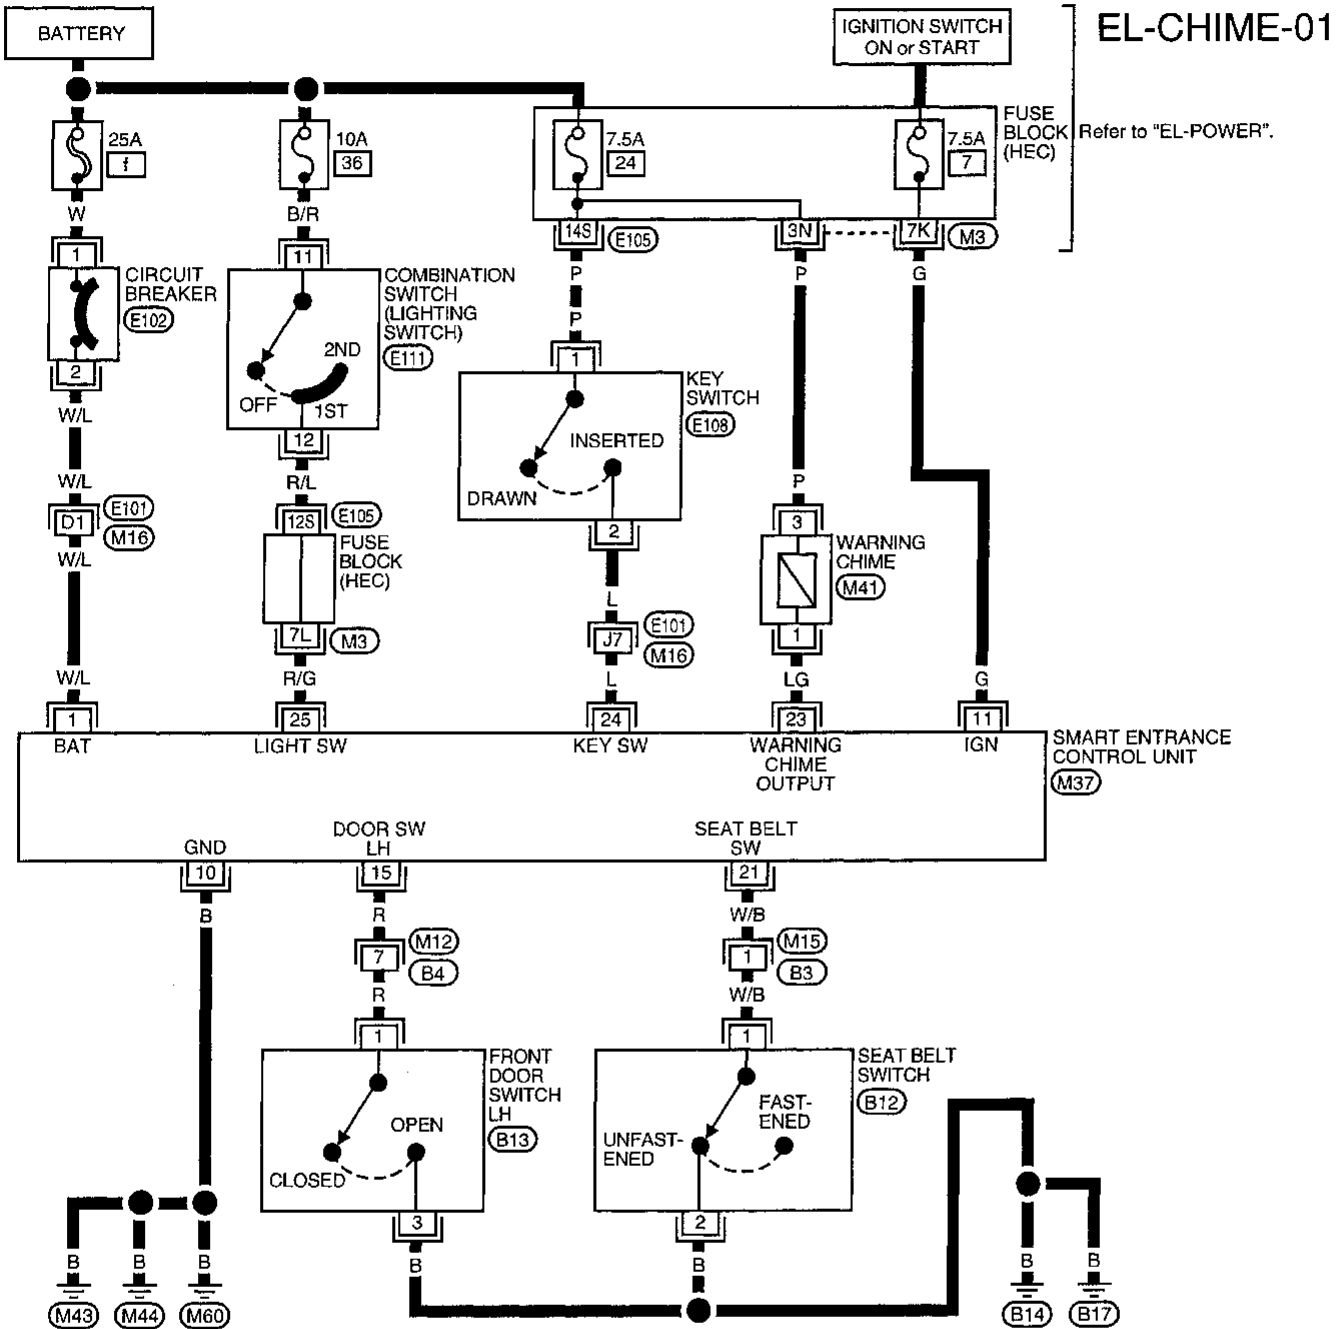 BATTERY
IGNITION SWITCH
ON or START
EL-CHIME-01
25A
f
10A
36
7.5A
24
7.5A
7
FUSE
BLOCK
(HEC)
Refer to "EL-POWER".
W
B/R
14S
E105
3N
7K
M3
1
11
P
P
G
CIRCUIT
BREAKER
E102
COMBINATION
SWITCH
(LIGHTING
SWITCH)
E111
2ND
OFF
1ST
P
1
KEY
SWITCH
E108
INSERTED
DRAWN
2
2
12
W/L
R/L
P
W/L
D1
E101
M16
12S
E105
FUSE
BLOCK
(HEC)
3
WARNING
CHIME
M41
W/L
L
7L
M3
J7
E101
M16
1
W/L
R/G
L
LG
G
1
25
24
23
11
BAT
LIGHT SW
KEY SW
WARNING
CHIME
OUTPUT
IGN
SMART ENTRANCE
CONTROL UNIT
M37
GND
DOOR SW
LH
SEAT BELT
SW
10
15
21
B
R
W/B
7
M12
B4
1
M15
B3
R
W/B
1
1
FRONT
DOOR
SWITCH
LH
B13
OPEN
CLOSED
SEAT BELT
SWITCH
B12
FAST-
ENED
UNFAST-
ENED
3
2
B
B
B
B
B
B
B
M43
M44
M60
B14
B17